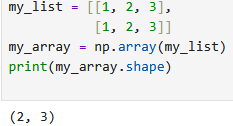 my_list = [[1, 2, 3],
           [1, 2, 3]]
my_array = np.array(my_list)
print(my_array.shape)
(2, 3)